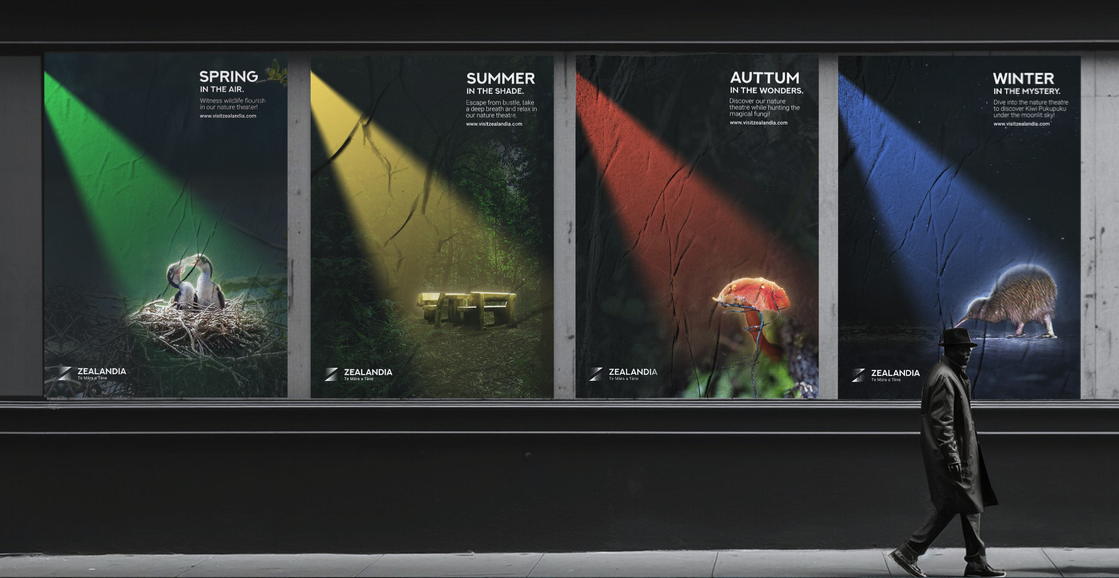 SPRING
IN THE AIR.
Witness wildlife flourish
in our nature theater!
www.visitzealandia.com
ZEALANDIA
Te Māra a Tāne
SUMMER
IN THE SHADE.
Escape from bustle, take
a deep breath and relax in
our nature theatre.
www.visitzealandia.com
ZEALANDIA
Te Māra a Tāne
AUTTUM
IN THE WONDERS.
Discover our nature
theatre while hunting the
magical fungi!
www.visitzealandia.com
ZEALANDIA
Te Māra a Tāne
WINTER
IN THE MYSTERY.
Dive into the nature theatre
to discover Kiwi Pukupuku
under the moonlit sky!
www.visitzealandia.com
ZEALANDIA
Te Māra a Tāne